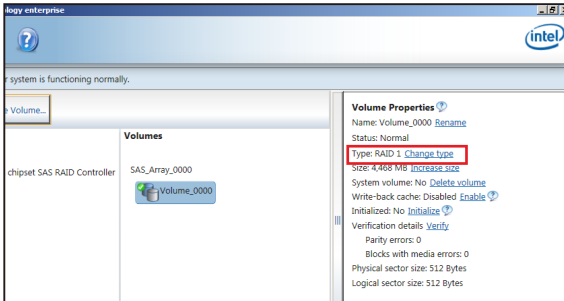 ology enterprise
intel
r system is functioning normally.
e Volume...
Volumes
chipset SAS RAID Controller
SAS_Array_0000
Volume_0000
Volume Properties
Name: Volume_0000 Rename
Status: Normal
Type: RAID 1 Change type
Size: 4,468 MB Increase size
System volume: No Delete volume
Write-back cache: Disabled Enable
Initialized: No Initialize
Verification details Verify
Parity errors: 0
Blocks with media errors: 0
Physical sector size: 512 Bytes
Logical sector size: 512 Bytes